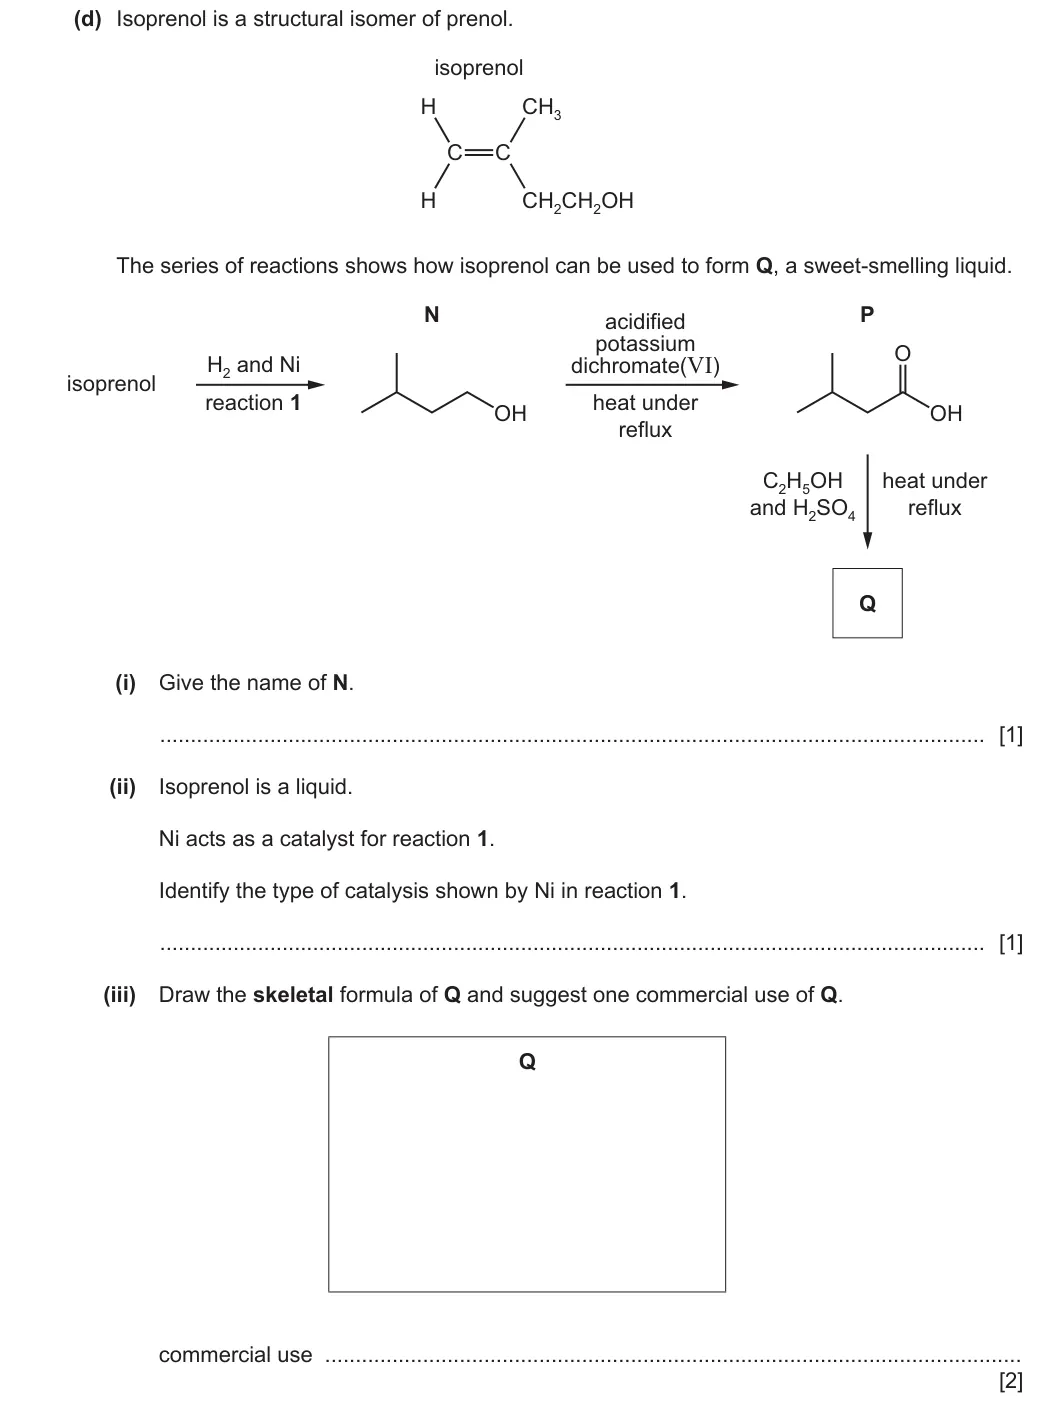 (d) Isoprenol is a structural isomer of prenol.
isoprenol
H CH3
C C
H CH2CH2OH
The series of reactions shows how isoprenol can be used to form Q, a sweet-smelling liquid.
N
acidified
potassium
dichromate(VI)
heat under
reflux
P
O
isoprenol
H2 and Ni
reaction 1
OH
OH
C2H5OH
and H2SO4
heat under
reflux
Q
(i) Give the name of N.
.......................................................................................................................................... [1]
(ii) Isoprenol is a liquid.
Ni acts as a catalyst for reaction 1.
Identify the type of catalysis shown by Ni in reaction 1.
.......................................................................................................................................... [1]
(iii) Draw the skeletal formula of Q and suggest one commercial use of Q.
Q
commercial use ....................................................................................................................
[2]